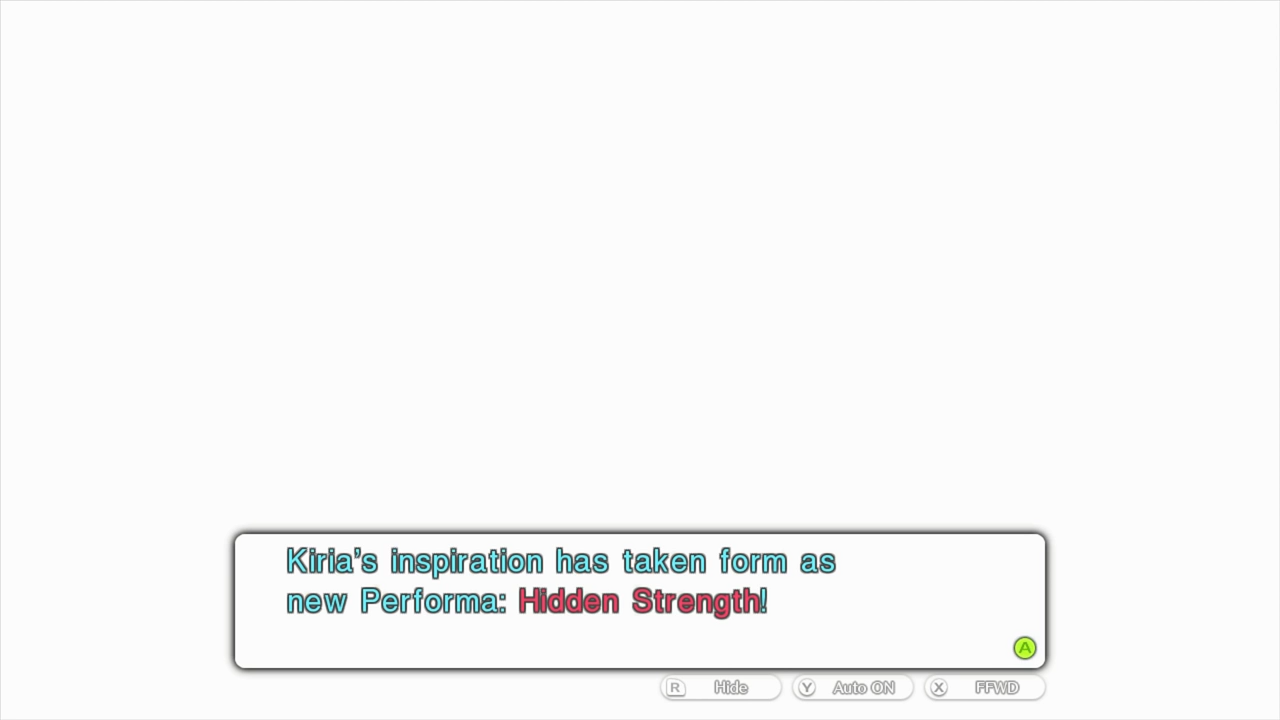 Kiria's inspiration has taken form as
new Performa: Hidden Strength!
A
R Hide Y Auto ON X FFWD